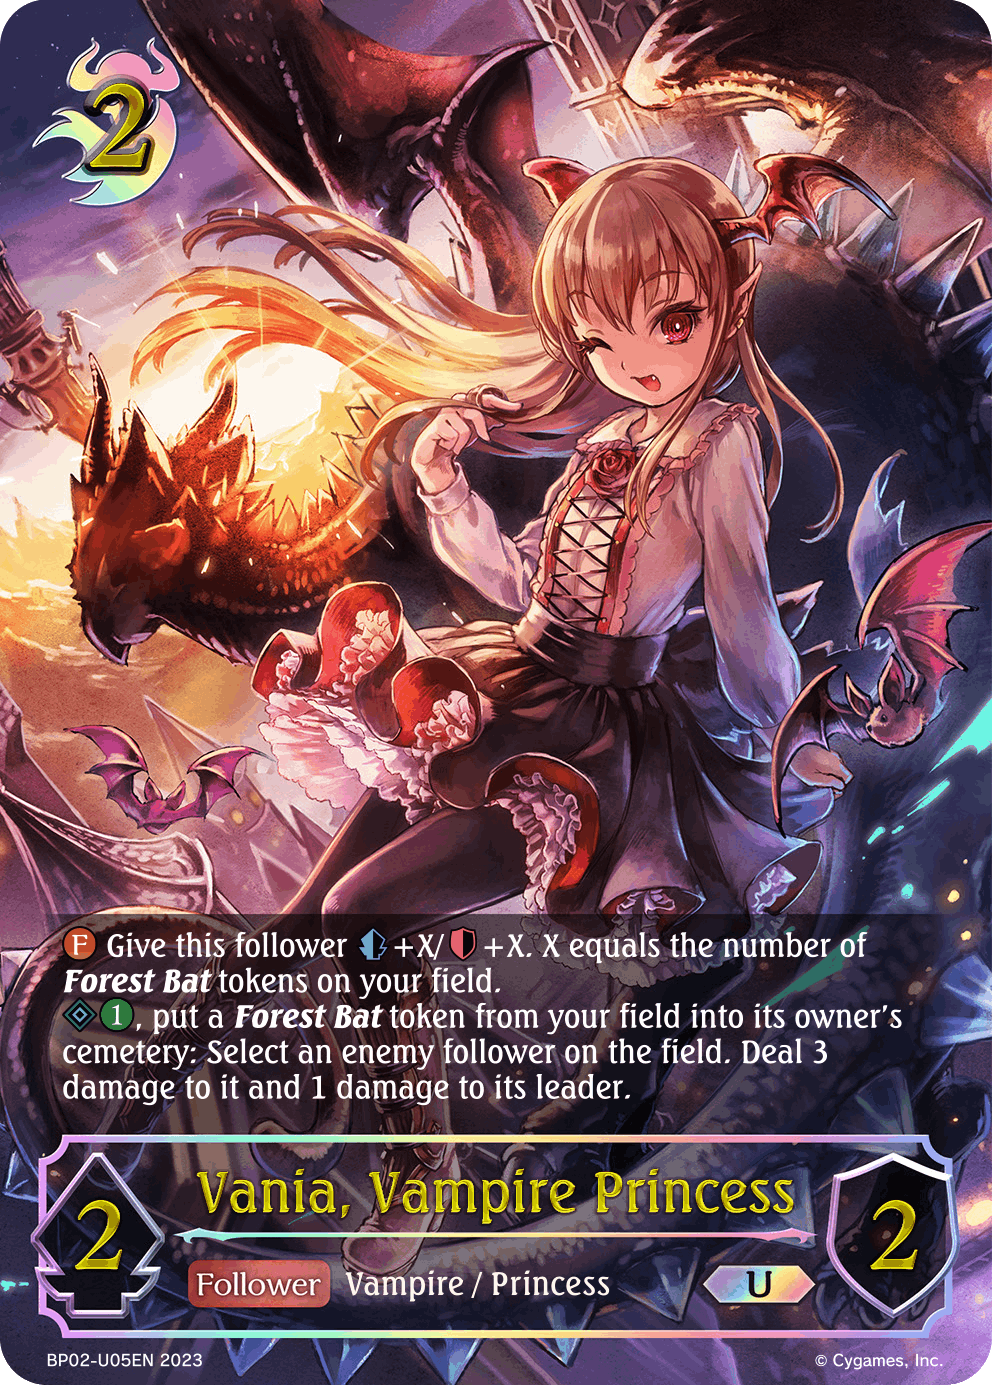 2
F Give this follower +X/ +X. X equals the number of
Forest Bat tokens on your field.
1, put a Forest Bat token from your field into its owner's
cemetery: Select an enemy follower on the field. Deal 3
damage to it and 1 damage to its leader.
Vania, Vampire Princess
2
2
Follower Vampire / Princess U
BP02-U05EN 2023
© Cygames, Inc.